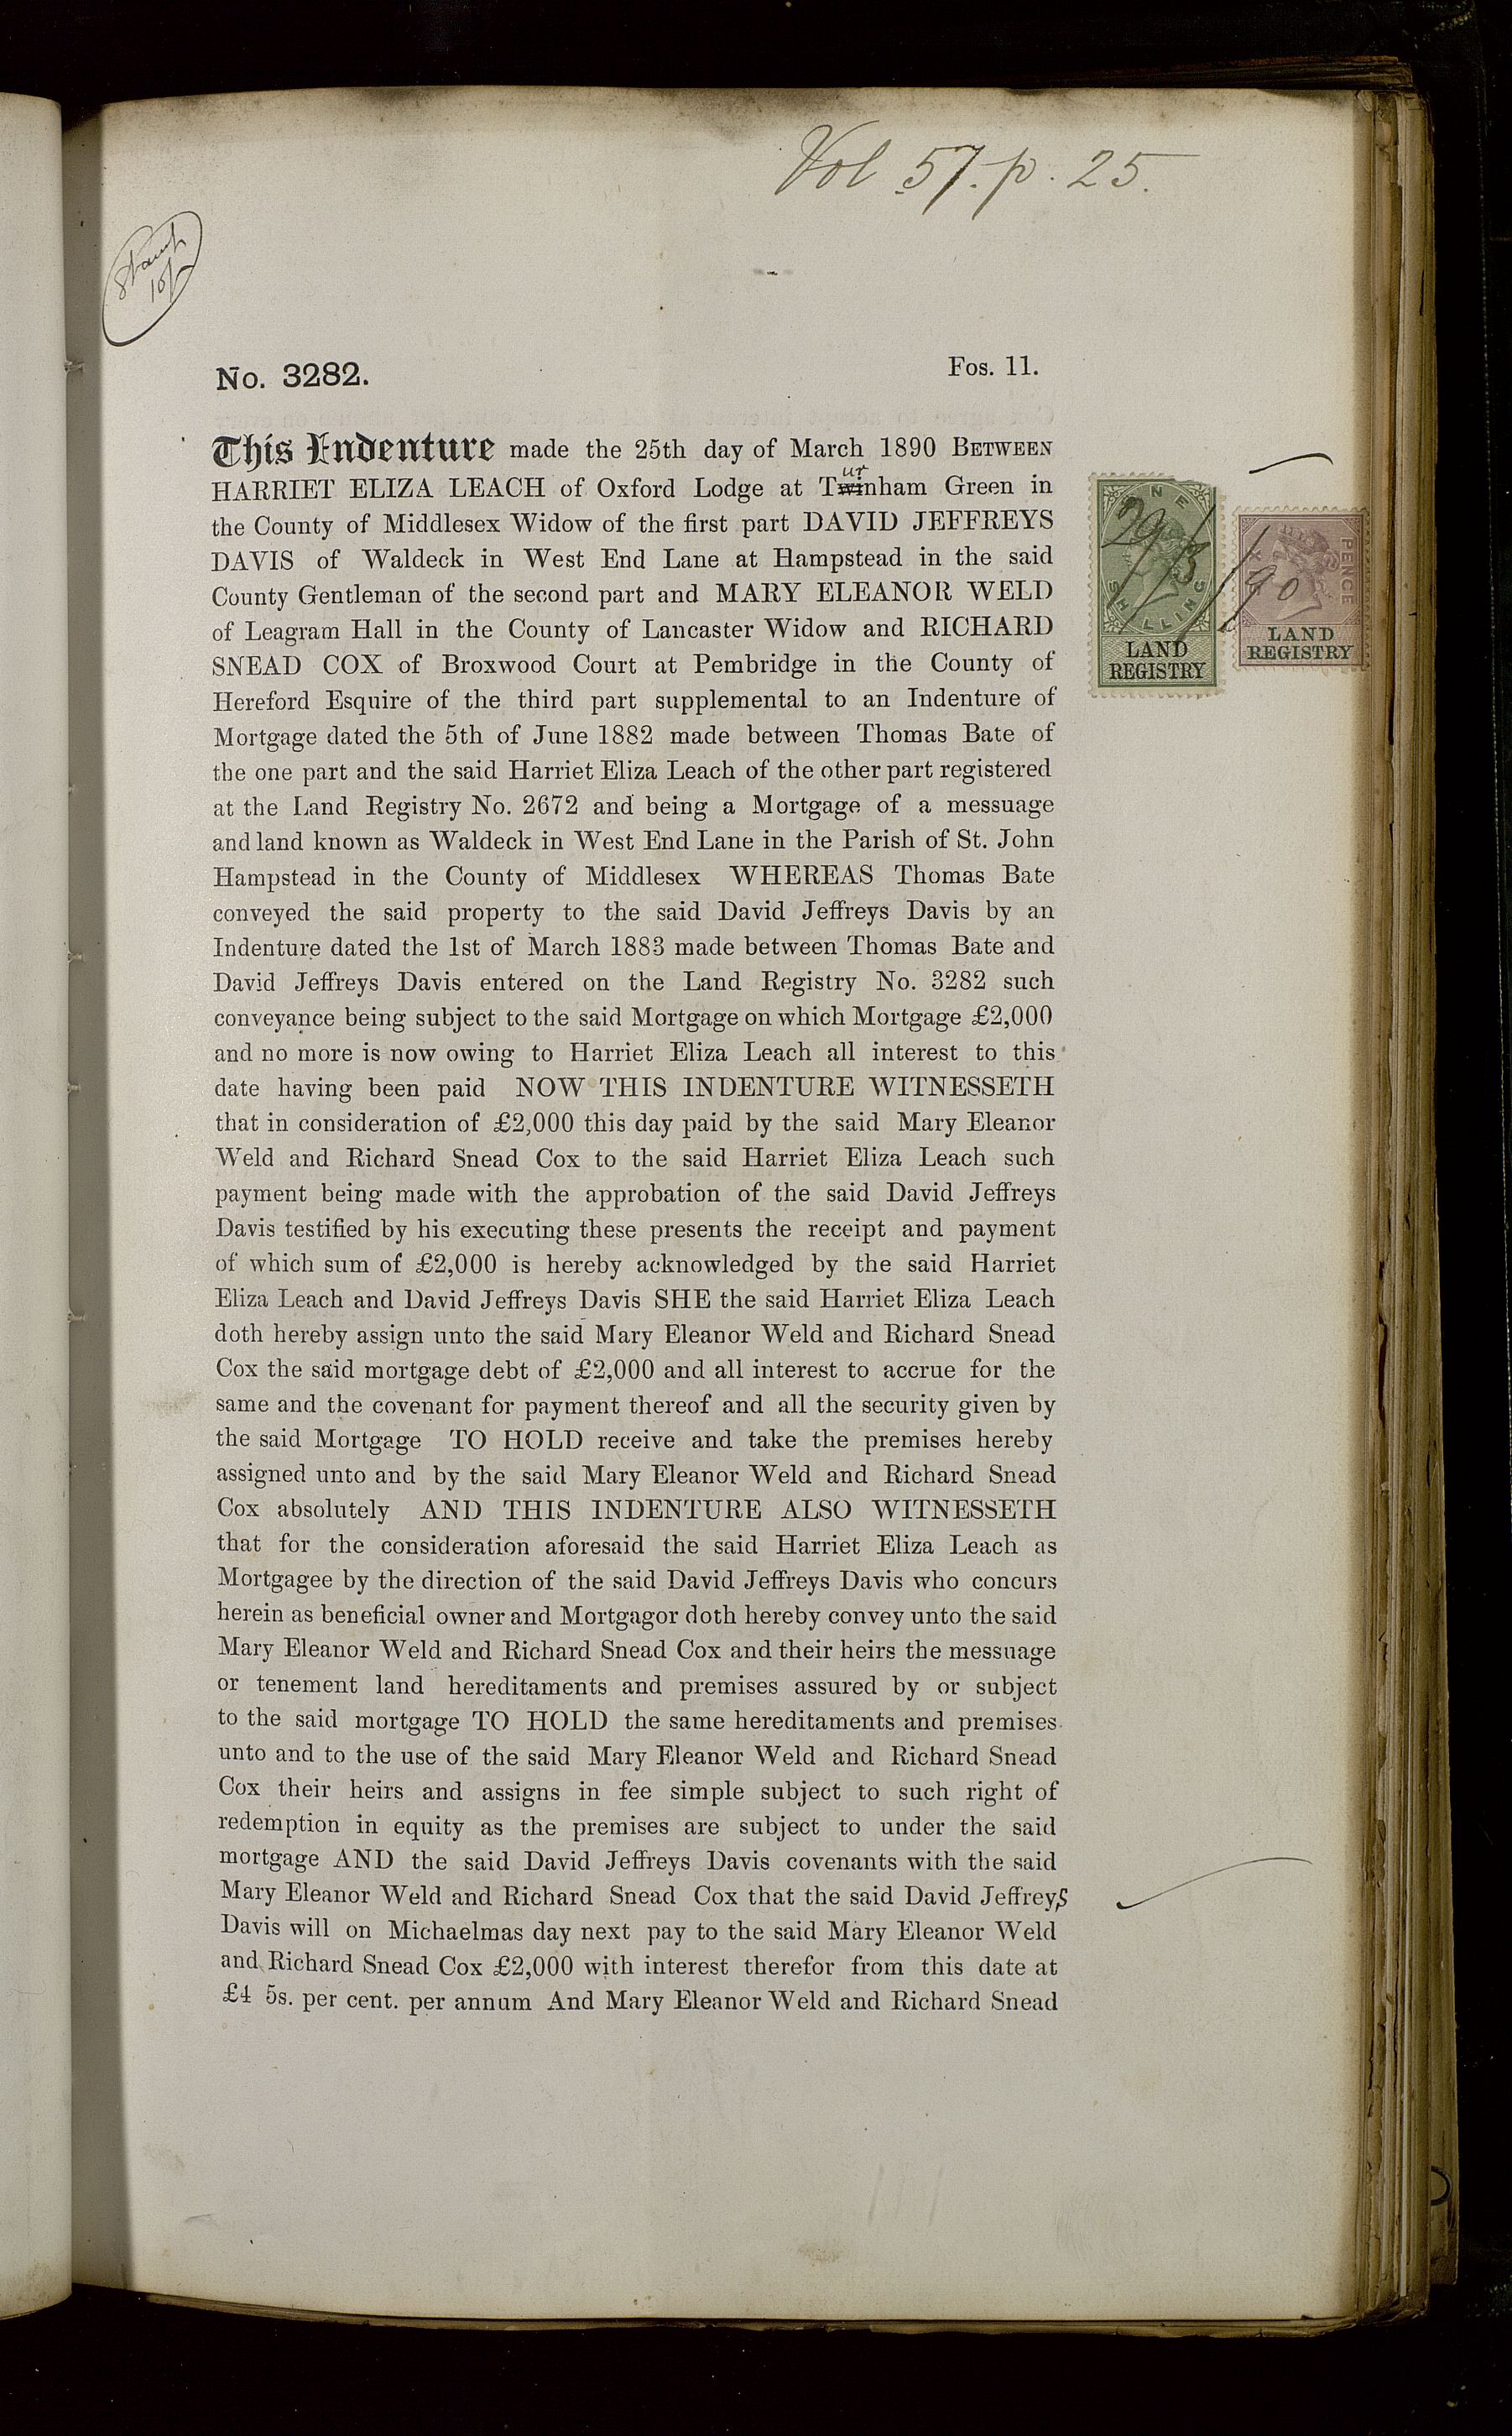 Vol 57. p. 25.
Stamp
10/-
No. 3282.
Fos. 11.
This Indenture made the 25th day of March 1890 BETWEEN
ur
HARRIET ELIZA LEACH of Oxford Lodge at Twinham Green in
the County of Middlesex Widow of the first part DAVID JEFFREYS
DAVIS of Waldeck in West End Lane at Hampstead in the said
County Gentleman of the second part and MARY ELEANOR WELD
of Leagram Hall in the County of Lancaster Widow and RICHARD
SNEAD COX of Broxwood Court at Pembridge in the County of
Hereford Esquire of the third part supplemental to an Indenture of
Mortgage dated the 5th of June 1882 made between Thomas Bate of
the one part and the said Harriet Eliza Leach of the other part registered
at the Land Registry No. 2672 and being a Mortgage of a messuage
and land known as Waldeck in West End Lane in the Parish of St. John
Hampstead in the County of Middlesex WHEREAS Thomas Bate
conveyed the said property to the said David Jeffreys Davis by an
Indenture dated the 1st of March 1883 made between Thomas Bate and
David Jeffreys Davis entered on the Land Registry No. 3282 such
conveyance being subject to the said Mortgage on which Mortgage £2,000
and no more is now owing to Harriet Eliza Leach all interest to this
date having been paid NOW THIS INDENTURE WITNESSETH
that in consideration of £2,000 this day paid by the said Mary Eleanor
Weld and Richard Snead Cox to the said Harriet Eliza Leach such
payment being made with the approbation of the said David Jeffreys
Davis testified by his executing these presents the receipt and payment
of which sum of £2,000 is hereby acknowledged by the said Harriet
Eliza Leach and David Jeffreys Davis SHE the said Harriet Eliza Leach
doth hereby assign unto the said Mary Eleanor Weld and Richard Snead
Cox the said mortgage debt of £2,000 and all interest to accrue for the
same and the covenant for payment thereof and all the security given by
the said Mortgage TO HOLD receive and take the premises hereby
assigned unto and by the said Mary Eleanor Weld and Richard Snead
Cox absolutely AND THIS INDENTURE ALSO WITNESSETH
that for the consideration aforesaid the said Harriet Eliza Leach as
Mortgagee by the direction of the said David Jeffreys Davis who concurs
herein as beneficial owner and Mortgagor doth hereby convey unto the said
Mary Eleanor Weld and Richard Snead Cox and their heirs the messuage
or tenement land hereditaments and premises assured by or subject
to the said mortgage TO HOLD the same hereditaments and premises
unto and to the use of the said Mary Eleanor Weld and Richard Snead
Cox their heirs and assigns in fee simple subject to such right of
redemption in equity as the premises are subject to under the said
mortgage AND the said David Jeffreys Davis covenants with the said
Mary Eleanor Weld and Richard Snead Cox that the said David Jeffreys
Davis will on Michaelmas day next pay to the said Mary Eleanor Weld
and Richard Snead Cox £2,000 with interest therefor from this date at
£4 5s. per cent. per annum And Mary Eleanor Weld and Richard Snead
ONE
SHILLING
29/3/90
LAND
REGISTRY
PENCE
LAND
REGISTRY